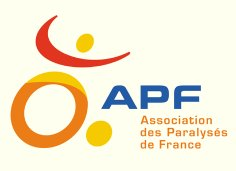 APF
Association
des Paralysés
de France